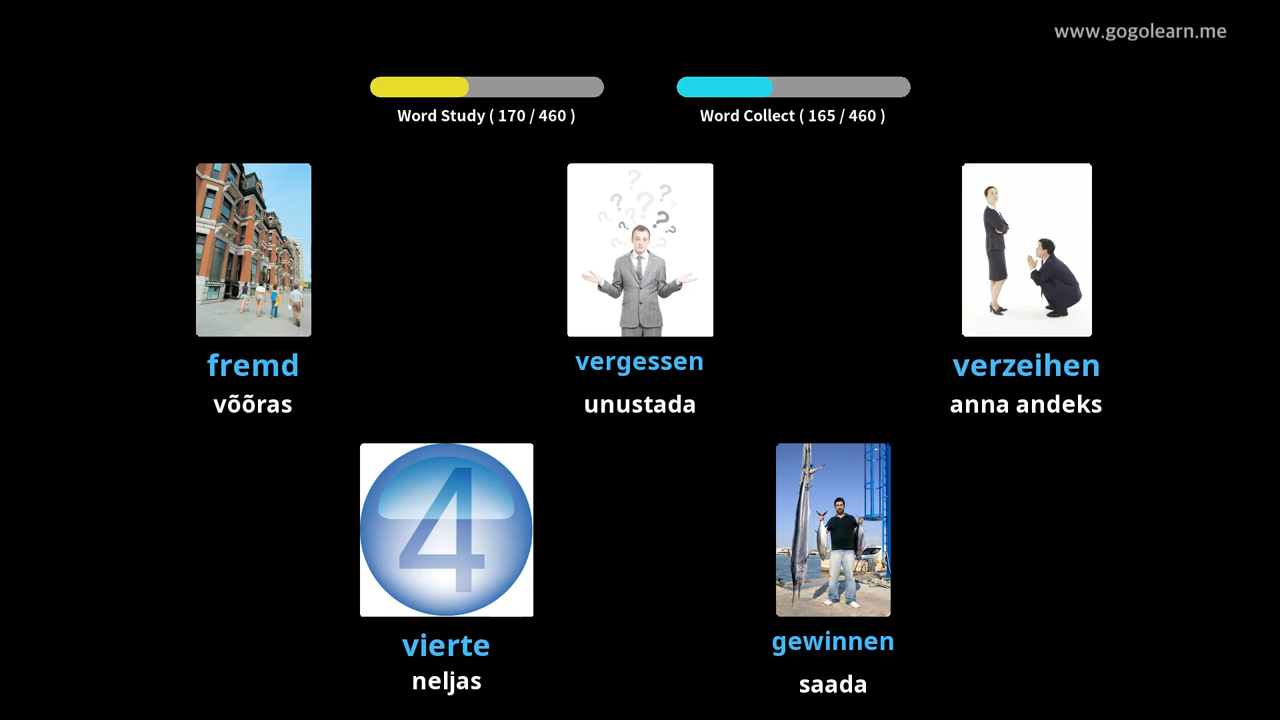 www.gogolearn.me
Word Study ( 170 / 460 )
Word Collect ( 165 / 460 )
fremd
võõras
vergessen
unustada
verzeihen
anna andeks
4
vierte
neljas
gewinnen
saada